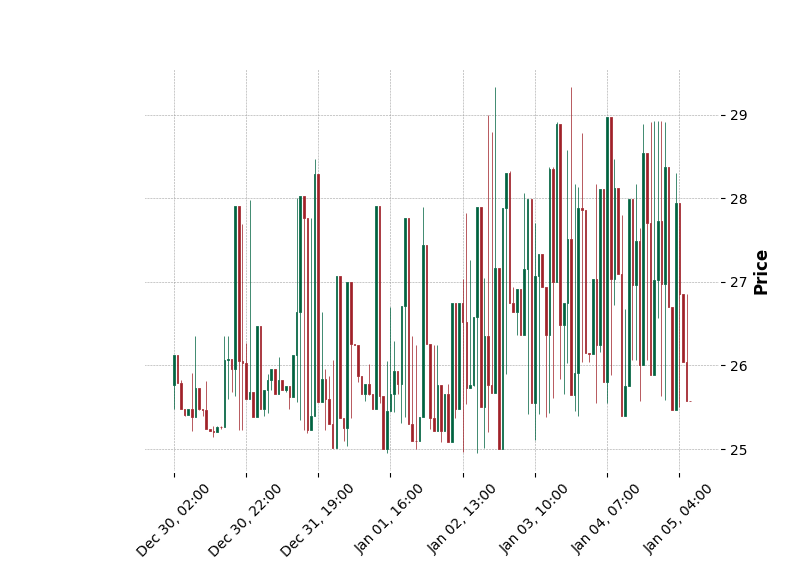 29
28
27
26
25
Price
Dec 30, 02:00
Dec 30, 22:00
Dec 31, 19:00
Jan 01, 16:00
Jan 02, 13:00
Jan 03, 10:00
Jan 04, 07:00
Jan 05, 04:00